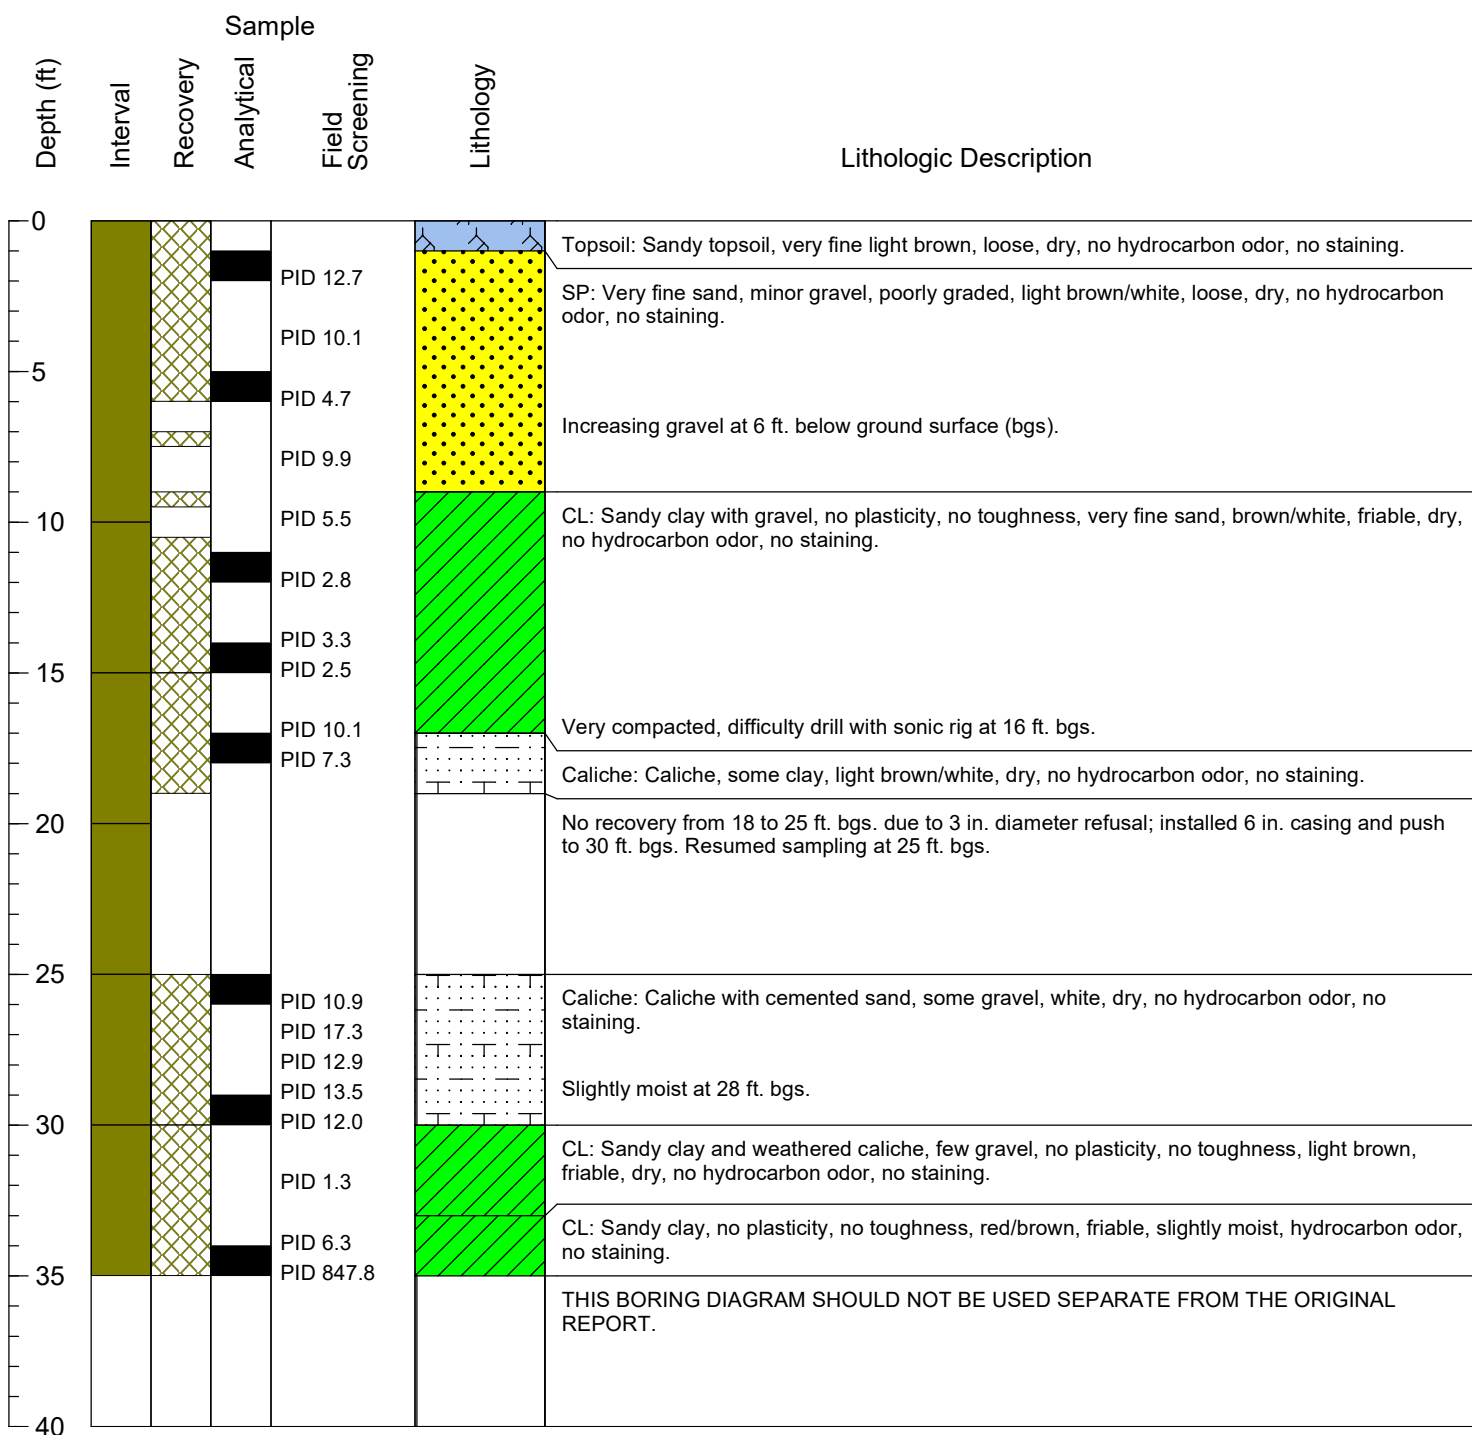 Sample
Depth (ft)
Interval
Recovery
Analytical
Field
Screening
Lithology
Lithologic Description
0
Topsoil: Sandy topsoil, very fine light brown, loose, dry, no hydrocarbon odor, no staining.
PID 12.7
SP: Very fine sand, minor gravel, poorly graded, light brown/white, loose, dry, no hydrocarbon
odor, no staining.
PID 10.1
5
PID 4.7
Increasing gravel at 6 ft. below ground surface (bgs).
PID 9.9
10
PID 5.5
CL: Sandy clay with gravel, no plasticity, no toughness, very fine sand, brown/white, friable, dry,
no hydrocarbon odor, no staining.
PID 2.8
PID 3.3
15
PID 2.5
PID 10.1
Very compacted, difficulty drill with sonic rig at 16 ft. bgs.
PID 7.3
Caliche: Caliche, some clay, light brown/white, dry, no hydrocarbon odor, no staining.
20
No recovery from 18 to 25 ft. bgs. due to 3 in. diameter refusal; installed 6 in. casing and push
to 30 ft. bgs. Resumed sampling at 25 ft. bgs.
25
PID 10.9
Caliche: Caliche with cemented sand, some gravel, white, dry, no hydrocarbon odor, no
staining.
PID 17.3
PID 12.9
PID 13.5
Slightly moist at 28 ft. bgs.
30
PID 12.0
CL: Sandy clay and weathered caliche, few gravel, no plasticity, no toughness, light brown,
friable, dry, no hydrocarbon odor, no staining.
PID 1.3
PID 6.3
CL: Sandy clay, no plasticity, no toughness, red/brown, friable, slightly moist, hydrocarbon odor,
no staining.
35
PID 847.8
THIS BORING DIAGRAM SHOULD NOT BE USED SEPARATE FROM THE ORIGINAL
REPORT.
40